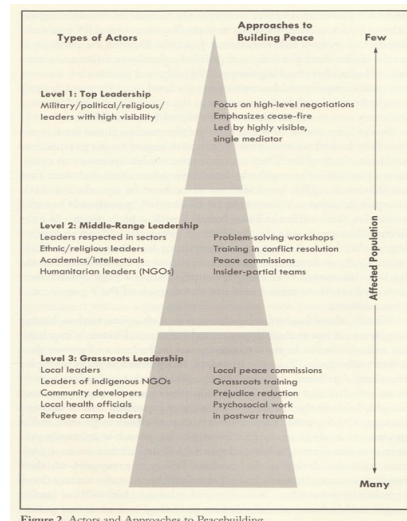 Types of Actors
Approaches to
Building Peace
Few
Level 1: Top Leadership
Military/political/religious/
leaders with high visibility
Focus on high-level negotiations
Emphasizes cease-fire
Led by highly visible,
single mediator
Affected Population
Level 2: Middle-Range Leadership
Leaders respected in sectors
Ethnic/religious leaders
Academics/intellectuals
Humanitarian leaders (NGOs)
Problem-solving workshops
Training in conflict resolution
Peace commissions
Insider-partial teams
Level 3: Grassroots Leadership
Local leaders
Leaders of indigenous NGOs
Community developers
Local health officials
Refugee camp leaders
Local peace commissions
Grassroots training
Prejudice reduction
Psychosocial work
in postwar trauma
Many
Figure 2. Actors and Approaches to Peacebuilding